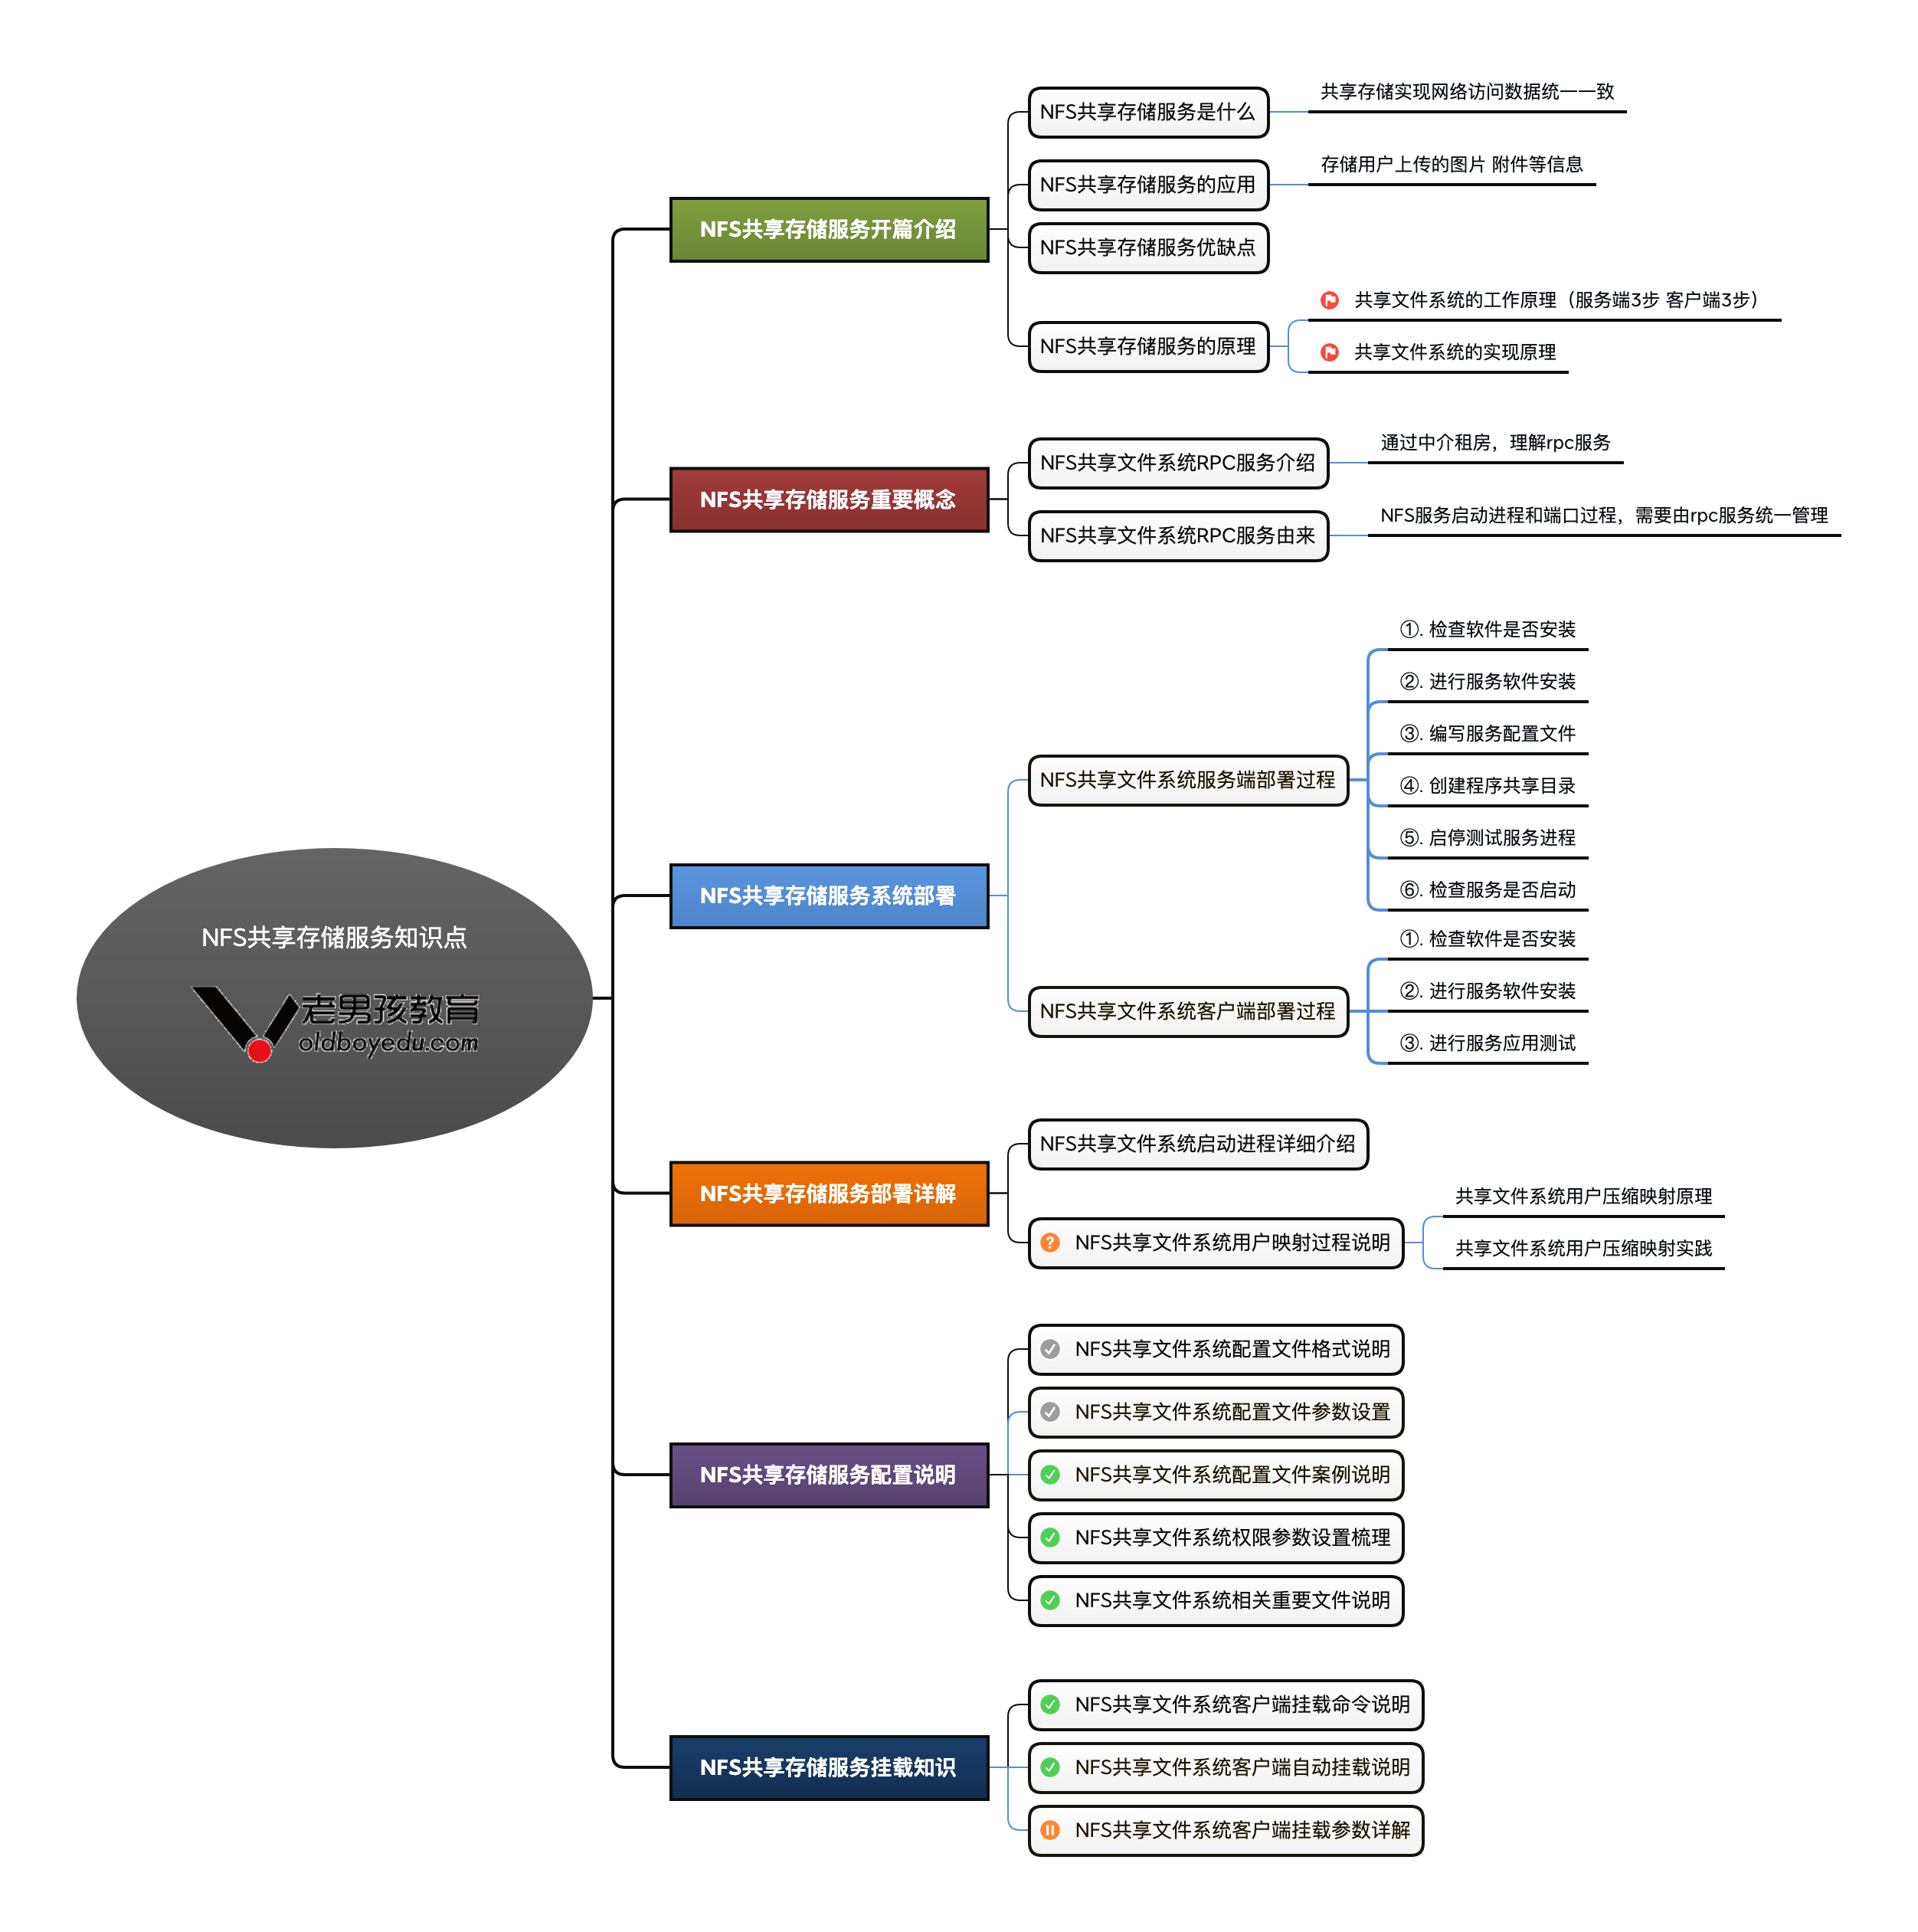 NFS共享存储服务知识点
老男孩教育
oldboyedu.com
NFS共享存储服务开篇介绍
NFS共享存储服务是什么
共享存储实现网络访问数据统一一致
NFS共享存储服务的应用
存储用户上传的图片 附件等信息
NFS共享存储服务优缺点
NFS共享存储服务的原理
共享文件系统的工作原理（服务端3步 客户端3步）
共享文件系统的实现原理
NFS共享存储服务重要概念
NFS共享文件系统RPC服务介绍
通过中介租房，理解rpc服务
NFS共享文件系统RPC服务由来
NFS服务启动进程和端口过程，需要由rpc服务统一管理
NFS共享存储服务系统部署
NFS共享文件系统服务端部署过程
①. 检查软件是否安装
②. 进行服务软件安装
③. 编写服务配置文件
④. 创建程序共享目录
⑤. 启停测试服务进程
⑥. 检查服务是否启动
NFS共享文件系统客户端部署过程
①. 检查软件是否安装
②. 进行服务软件安装
③. 进行服务应用测试
NFS共享存储服务部署详解
NFS共享文件系统启动进程详细介绍
NFS共享文件系统用户映射过程说明
共享文件系统用户压缩映射原理
共享文件系统用户压缩映射实践
NFS共享存储服务配置说明
NFS共享文件系统配置文件格式说明
NFS共享文件系统配置文件参数设置
NFS共享文件系统配置文件案例说明
NFS共享文件系统权限参数设置梳理
NFS共享文件系统相关重要文件说明
NFS共享存储服务挂载知识
NFS共享文件系统客户端挂载命令说明
NFS共享文件系统客户端自动挂载说明
NFS共享文件系统客户端挂载参数详解